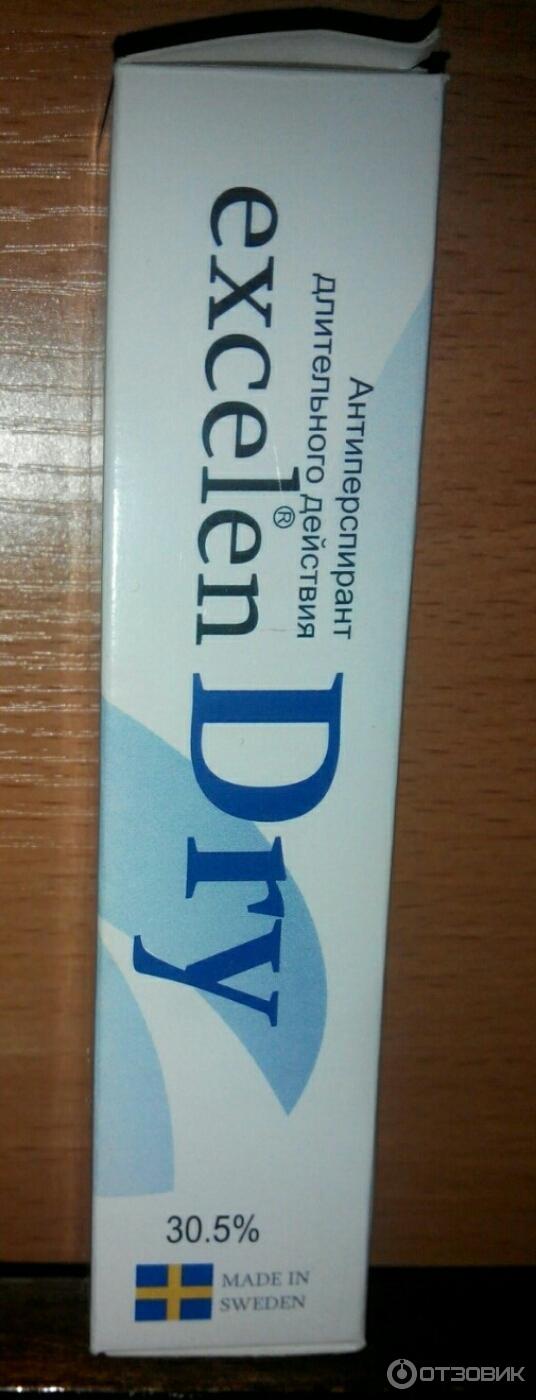 Антиперспирант
длительного действия
excelen®
Dry
30.5%
MADE IN
SWEDEN
ОТЗОВИК